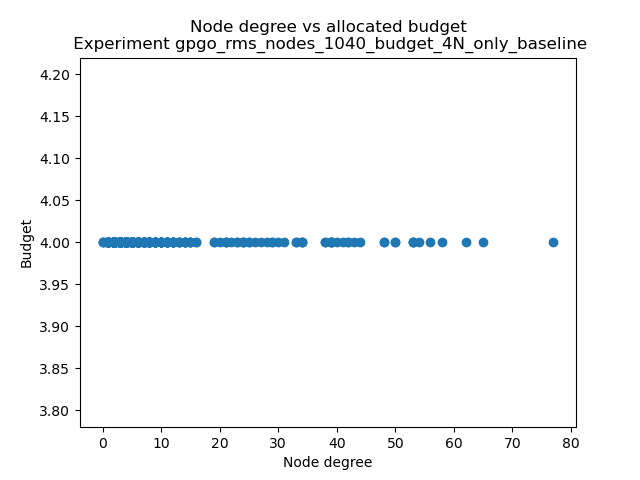 Node degree vs allocated budget
Experiment gpgo_rms_nodes_1040_budget_4N_only_baseline
4.20
4.15
4.10
4.05
4.00
3.95
3.90
3.85
3.80
Budget
0 10 20 30 40 50 60 70 80
Node degree